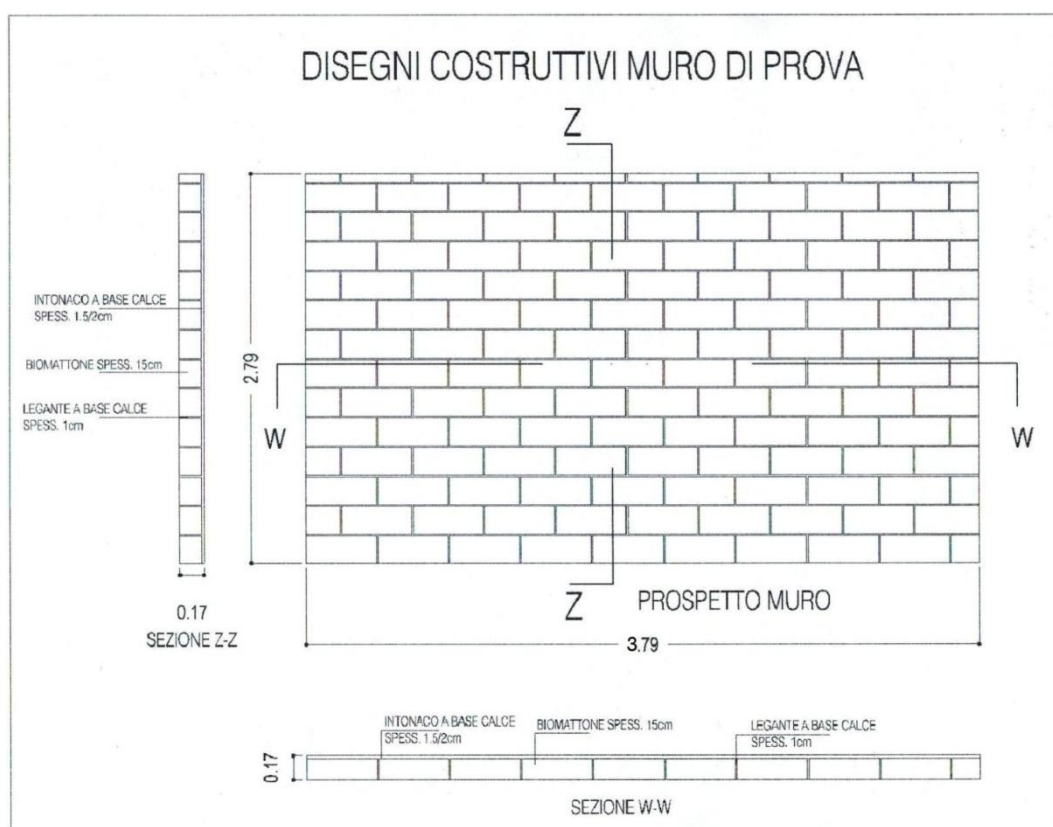 DISEGNI COSTRUTTIVI MURO DI PROVA
Z
INTONACO A BASE CALCE
SPESS. 1.5/2cm
BIOMATTONE SPESS. 15cm
LEGANTE A BASE CALCE
SPESS. 1cm
2.79
W
W
Z
PROSPETTO MURO
0.17
SEZIONE Z-Z
3.79
INTONACO A BASE CALCE
SPESS. 1.5/2cm
BIOMATTONE SPESS. 15cm
LEGANTE A BASE CALCE
SPESS. 1cm
0.17
SEZIONE W-W